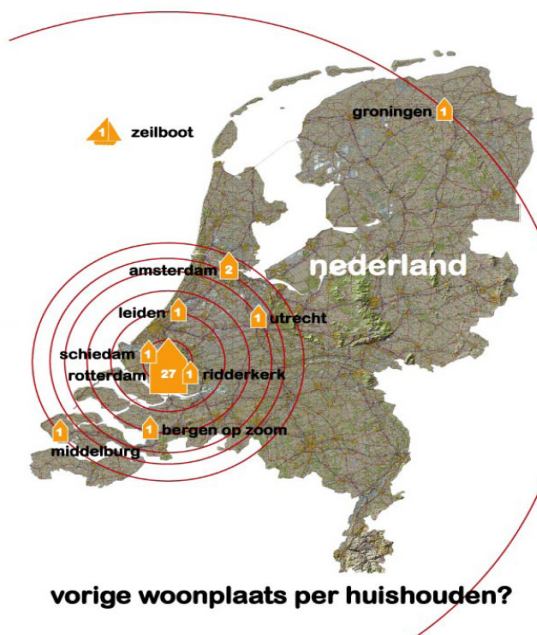 groningen 1
1 zeilboot
amsterdam 2
nederland
leiden 1
1 utrecht
schiedam 1
rotterdam 27 1 ridderkerk
1 bergen op zoom
1
middelburg
vorige woonplaats per huishouden?